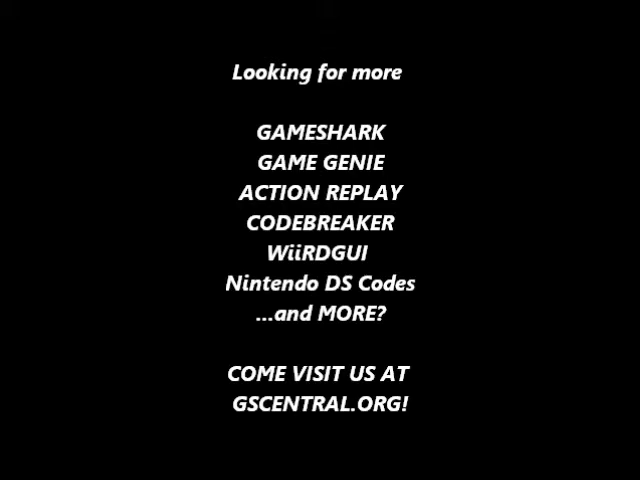 Looking for more
GAMESHARK
GAME GENIE
ACTION REPLAY
CODEBREAKER
WiiRDGUI
Nintendo DS Codes
...and MORE?
COME VISIT US AT
GSCENTRAL.ORG!